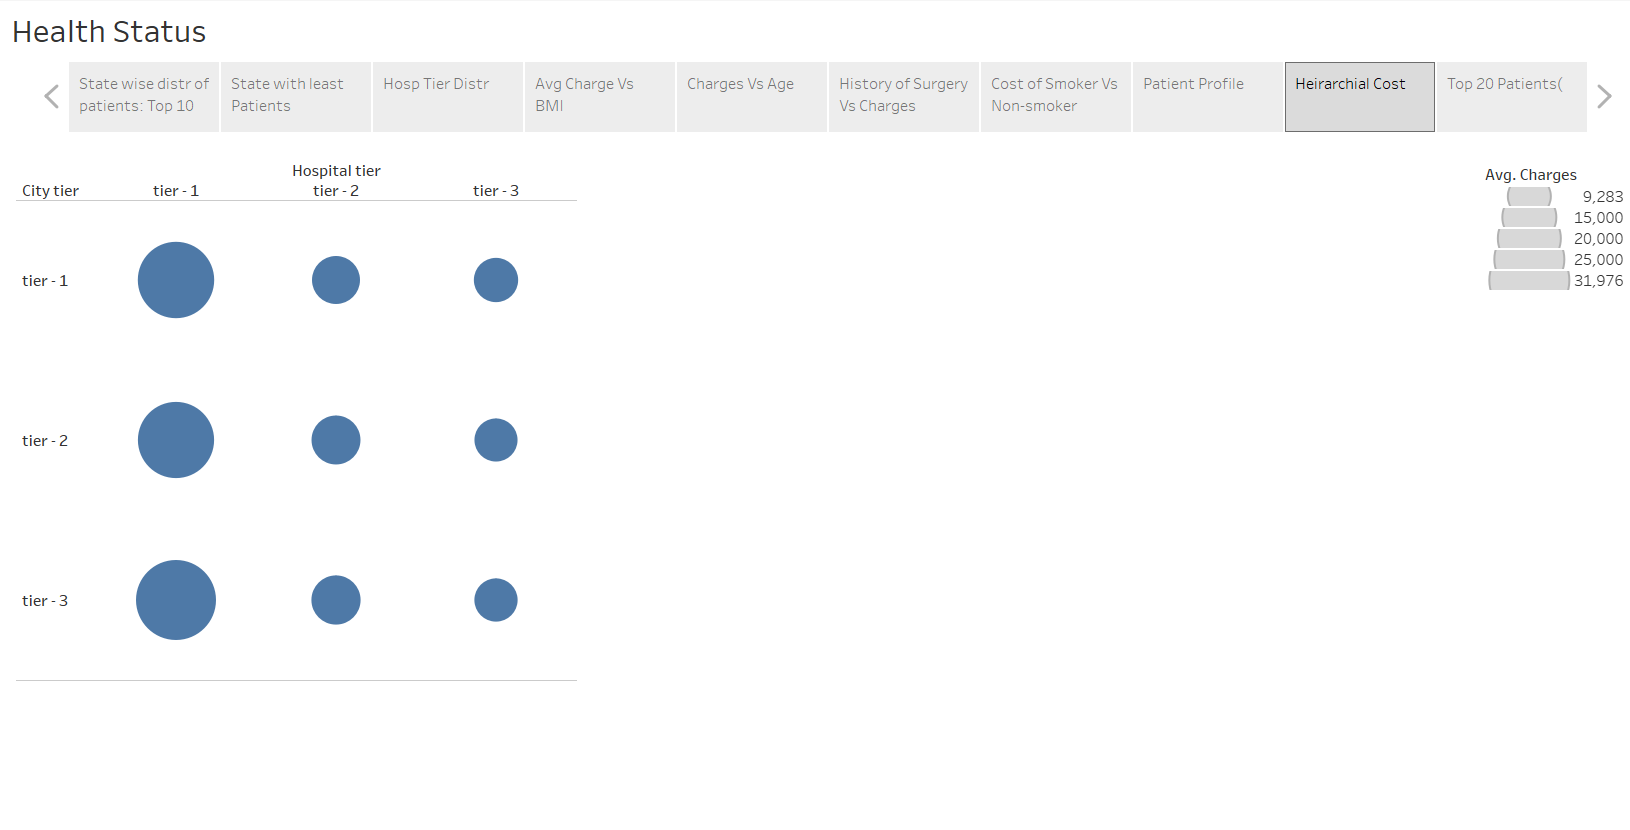 Health Status
State wise distr of
patients: Top 10
State with least
Patients
Hosp Tier Distr
Avg Charge Vs
BMI
Charges Vs Age
History of Surgery
Vs Charges
Cost of Smoker Vs
Non-smoker
Patient Profile
Heirarchial Cost
Top 20 Patients(
Hospital tier
City tier tier - 1 tier - 2 tier - 3
tier - 1
tier - 2
tier - 3
Avg. Charges
9,283
15,000
20,000
25,000
31,976